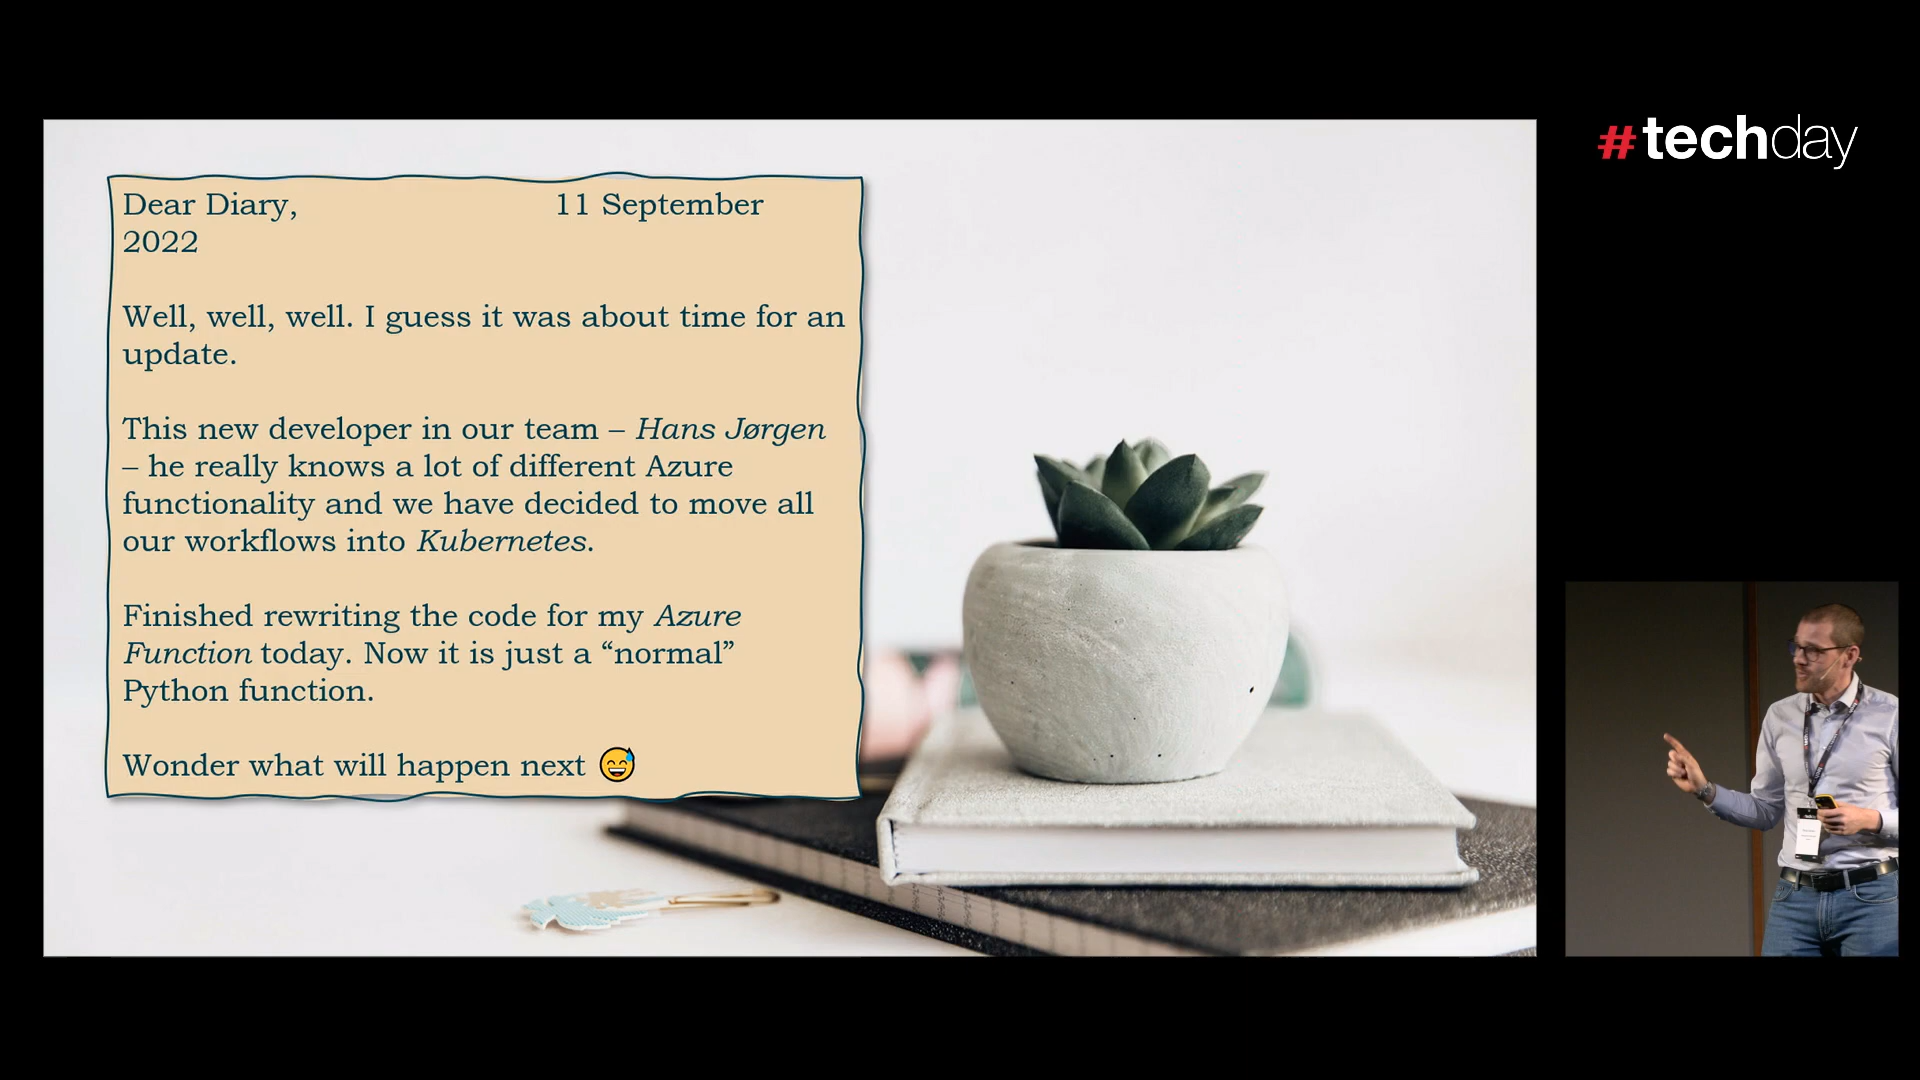 #techday
Dear Diary, 11 September
2022
Well, well, well. I guess it was about time for an
update.
This new developer in our team – Hans Jørgen
– he really knows a lot of different Azure
functionality and we have decided to move all
our workflows into Kubernetes.
Finished rewriting the code for my Azure
Function today. Now it is just a “normal”
Python function.
Wonder what will happen next 😅